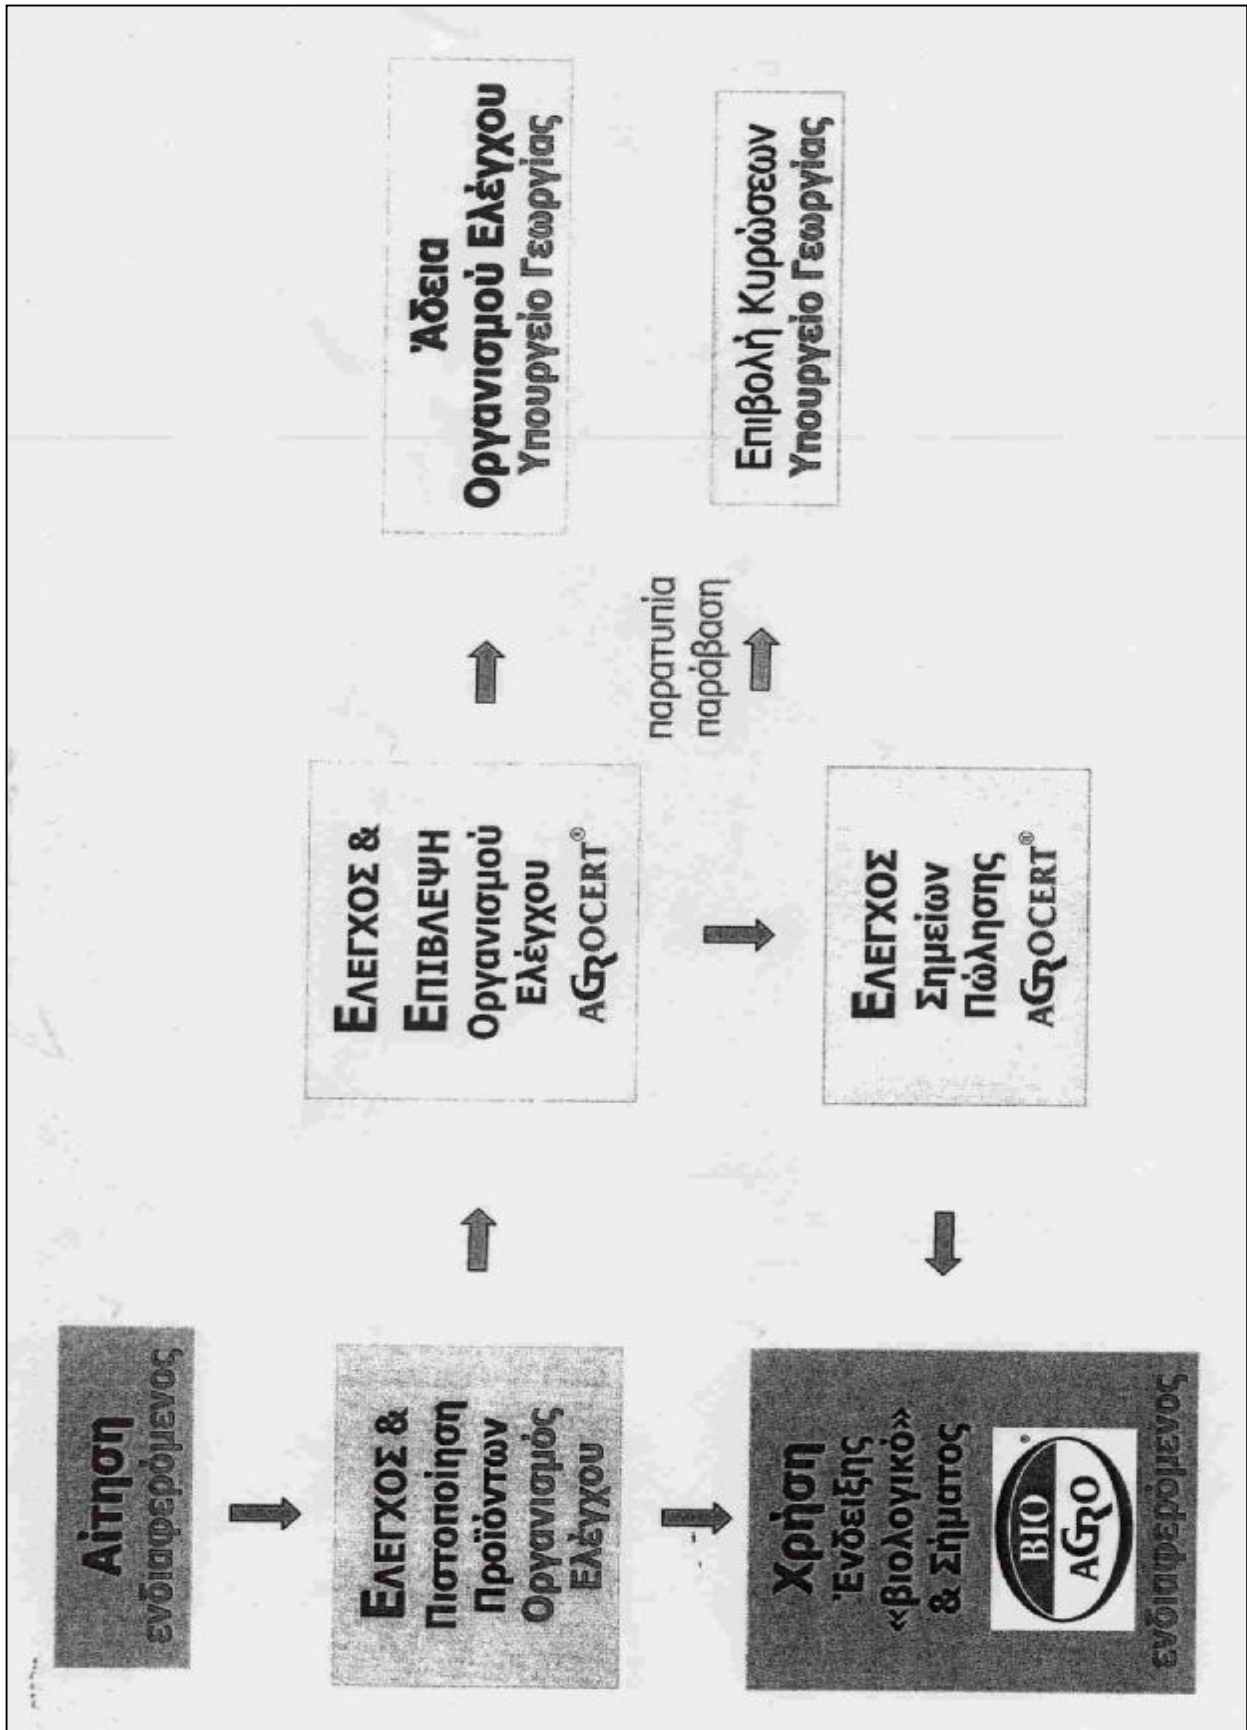 Αίτηση
ενδιαφερόμενος
ΕΛΕΓΧΟΣ &
Πιστοποίηση
Προϊόντων
Οργανισμός
Ελέγχου
Χρήση
Ένδειξης
«βιολογικό»
& Σήματος
BIO
AGRO
®
ενδιαφερόμενος
ΕΛΕΓΧΟΣ &
ΕΠΙΒΛΕΨΗ
Οργανισμού
Ελέγχου
AGROCERT®
ΕΛΕΓΧΟΣ
Σημείων
Πώλησης
AGROCERT®
παρατυπία
παράβαση
Άδεια
Οργανισμού Ελέγχου
Υπουργείο Γεωργίας
Επιβολή Κυρώσεων
Υπουργείο Γεωργίας